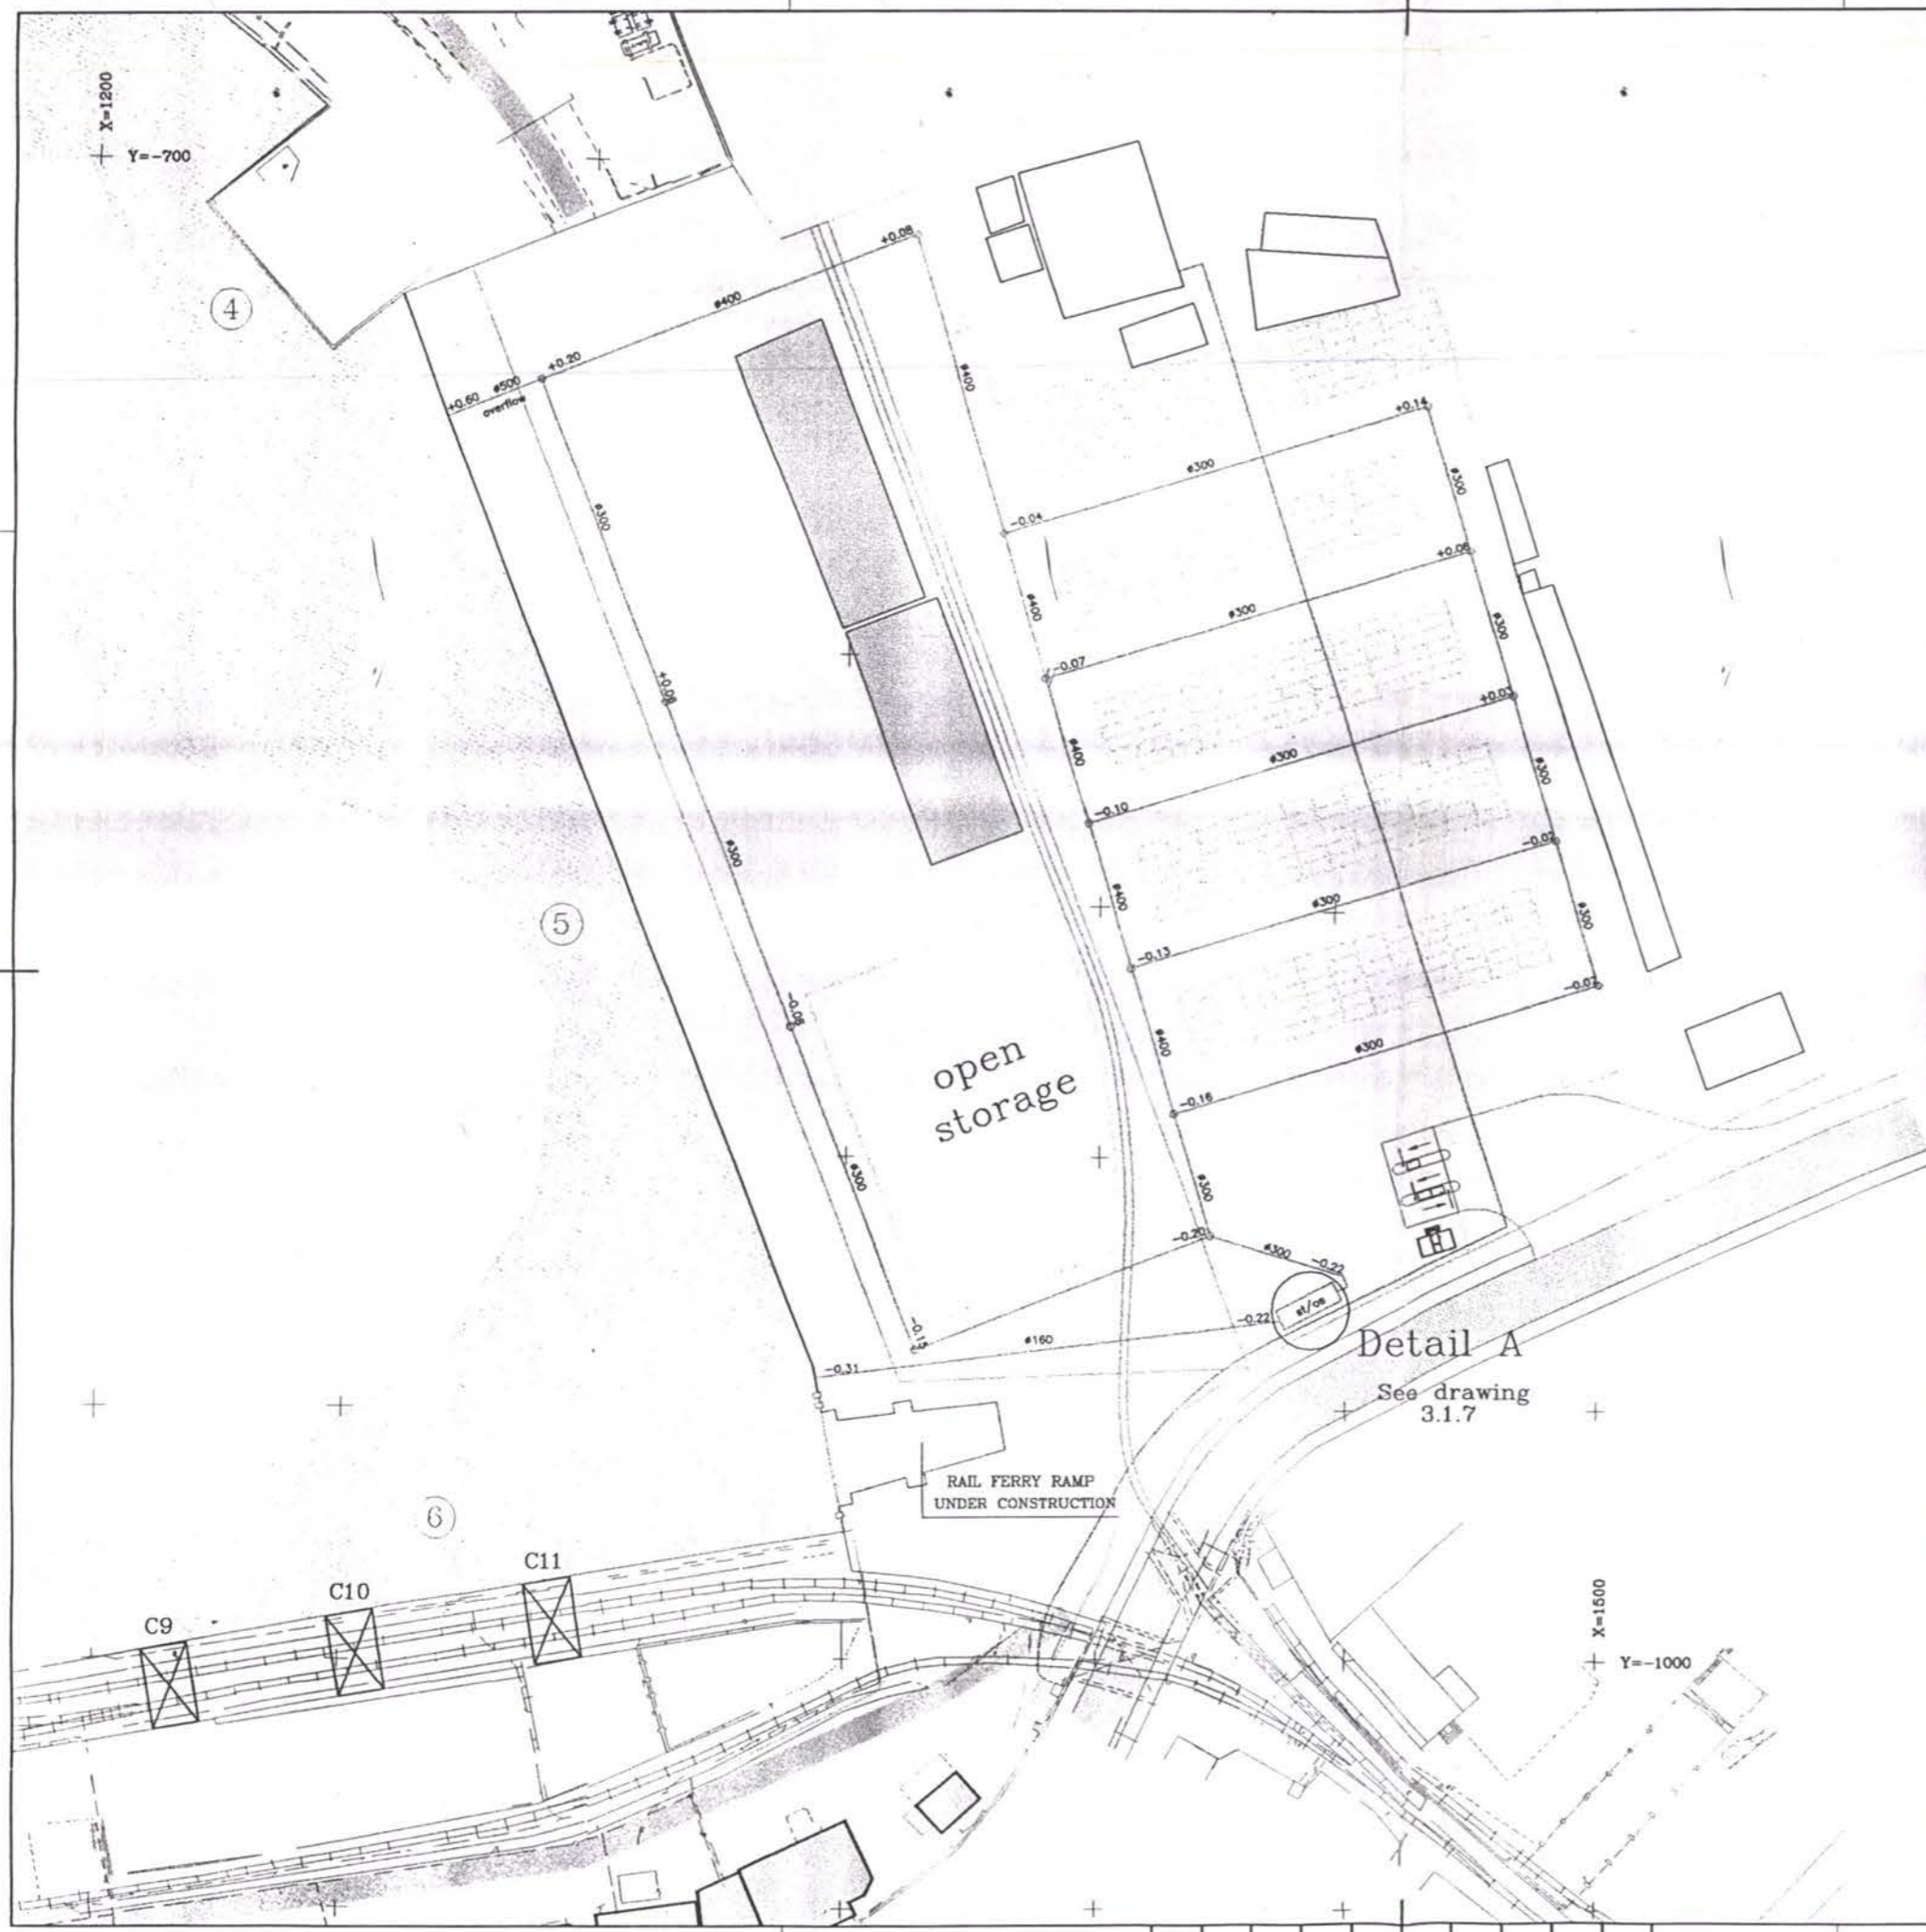 X=1200
Y=-700
4
+0.08
ø400
+0.20
ø500
+0.60
overflow
ø400
+0.14
ø300
ø300
ø300
-0.04
+0.08
ø400
ø300
ø300
-0.07
+0.06
+0.03
ø400
ø300
ø300
-0.10
-0.02
ø300
ø400
ø300
ø300
5
-0.13
-0.07
-0.06
open
storage
ø400
ø300
-0.16
ø300
ø300
-0.20
ø300
-0.22
st/os
-0.22
-0.15
ø160
-0.31
Detail A
See drawing
3.1.7
RAIL FERRY RAMP
UNDER CONSTRUCTION
6
C11
C10
C9
X=1500
Y=-1000